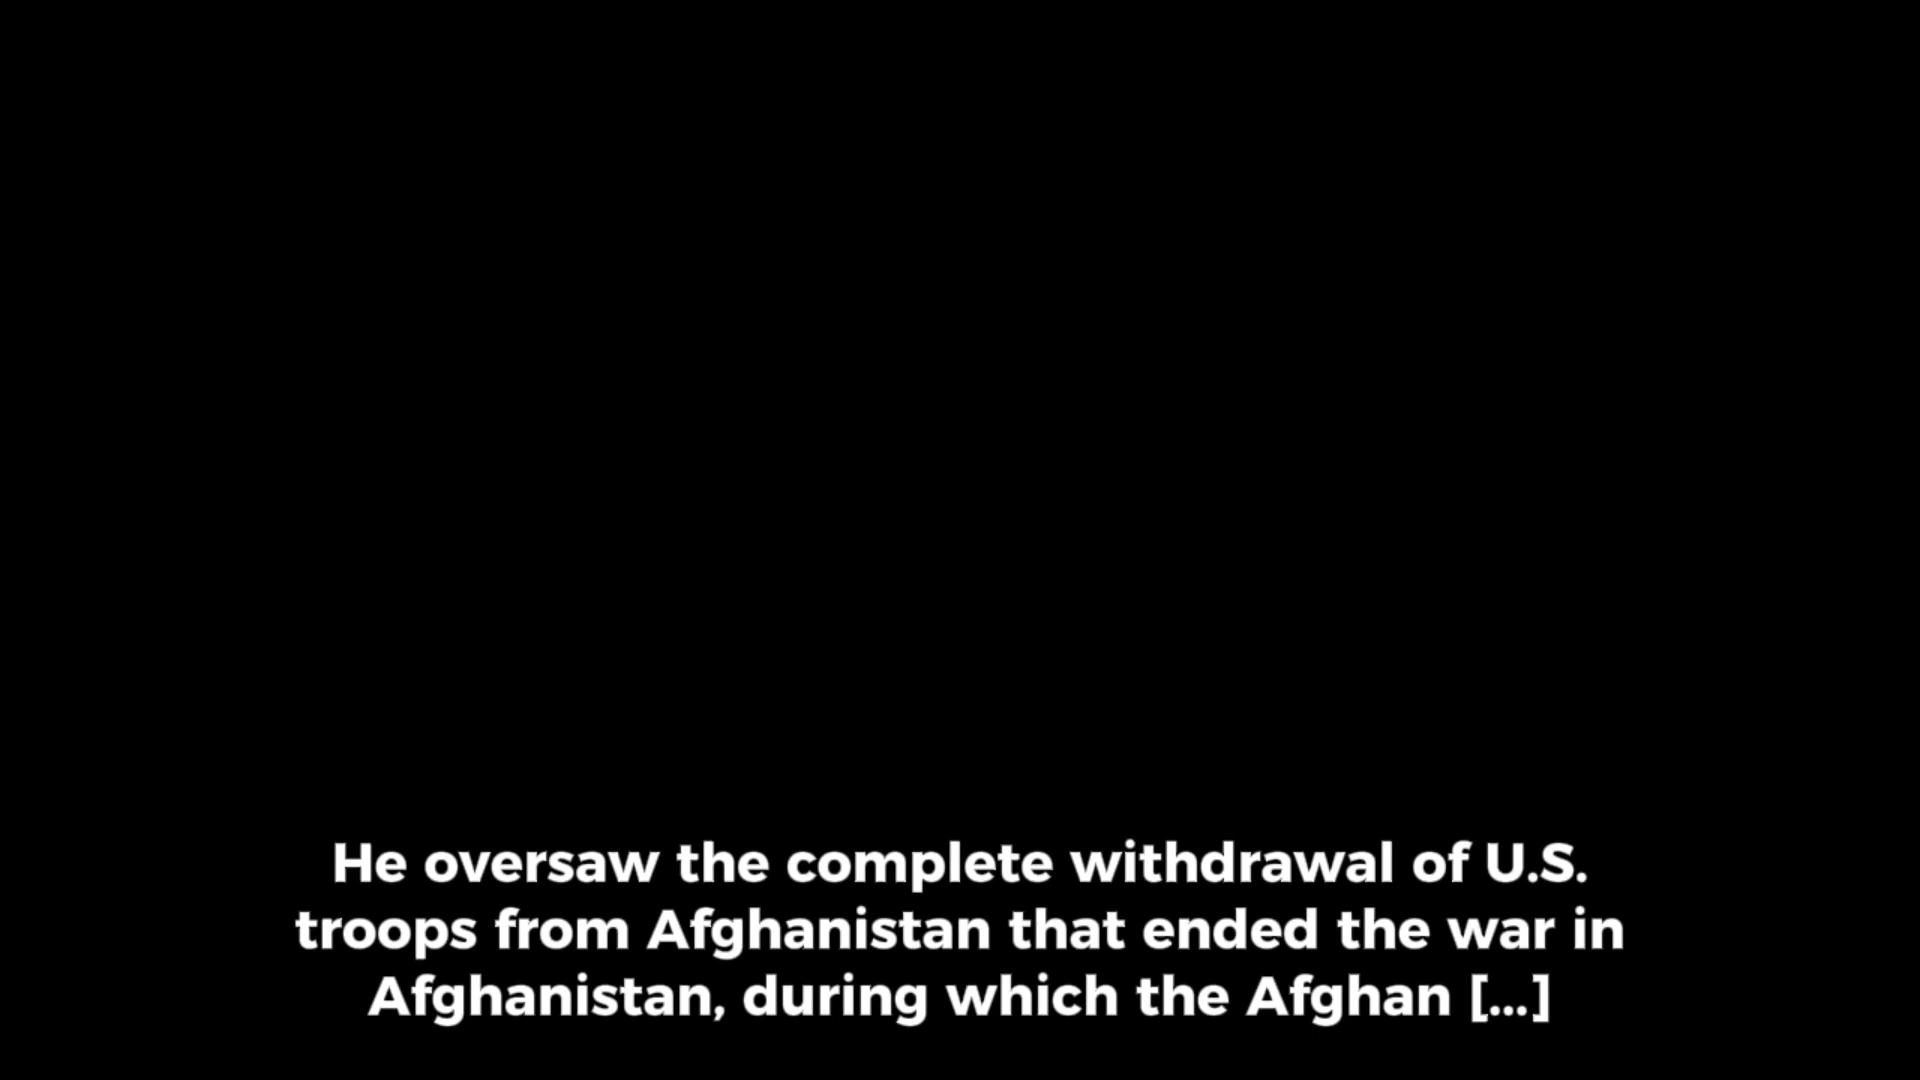 He oversaw the complete withdrawal of U.S.
troops from Afghanistan that ended the war in
Afghanistan, during which the Afghan [...]